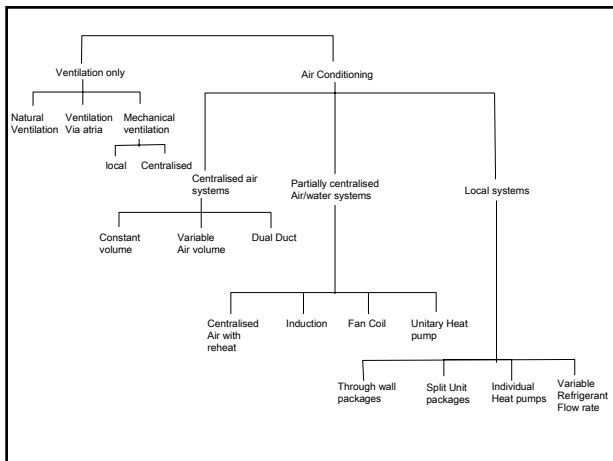 Ventilation only
Air Conditioning
Natural
Ventilation
Ventilation
Via atria
Mechanical
ventilation
local
Centralised
Centralised air
systems
Partially centralised
Air/water systems
Local systems
Constant
volume
Variable
Air volume
Dual Duct
Centralised
Air with
reheat
Induction
Fan Coil
Unitary Heat
pump
Through wall
packages
Split Unit
packages
Individual
Heat pumps
Variable
Refrigerant
Flow rate